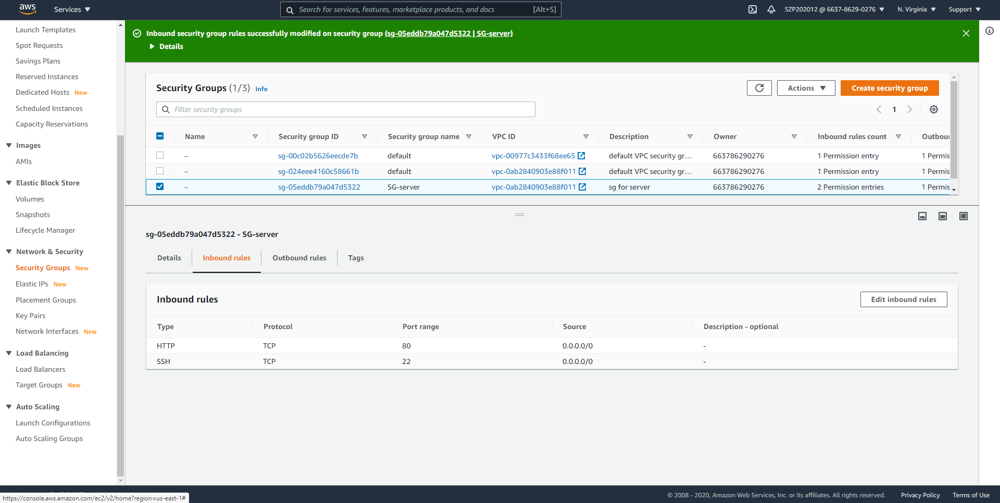 aws Services Search for services, features, marketplace products, and docs [Alt+S] SZP202012 @ 6637-8629-0276 N. Virginia Support
Launch Templates
Spot Requests
Savings Plans
Reserved Instances
Dedicated Hosts New
Scheduled Instances
Capacity Reservations
Images
AMIs
Elastic Block Store
Volumes
Snapshots
Lifecycle Manager
Network & Security
Security Groups New
Elastic IPs New
Placement Groups
Key Pairs
Network Interfaces New
Load Balancing
Load Balancers
Target Groups New
Auto Scaling
Launch Configurations
Auto Scaling Groups
Inbound security group rules successfully modified on security group (sg-05eddb79a047d5322 | SG-server)
Details
Security Groups (1/3) Info Actions Create security group
Filter security groups 1
Name Security group ID Security group name VPC ID Description Owner Inbound rules count Outbou
– sg-00c02b5626eecde7b default vpc-00977c3433f68ee65 default VPC security gr... 663786290276 1 Permission entry 1 Permis
– sg-024eee4160c58661b default vpc-0ab2840903e88f011 default VPC security gr... 663786290276 1 Permission entry 1 Permis
– sg-05eddb79a047d5322 SG-server vpc-0ab2840903e88f011 sg for server 663786290276 2 Permission entries 1 Permis
sg-05eddb79a047d5322 - SG-server
Details Inbound rules Outbound rules Tags
Inbound rules Edit inbound rules
Type Protocol Port range Source Description - optional
HTTP TCP 80 0.0.0.0/0 -
SSH TCP 22 0.0.0.0/0 -
https://console.aws.amazon.com/ec2/v2/home?region=us-east-1#
© 2008 - 2020, Amazon Web Services, Inc. or its affiliates. All rights reserved. Privacy Policy Terms of Use